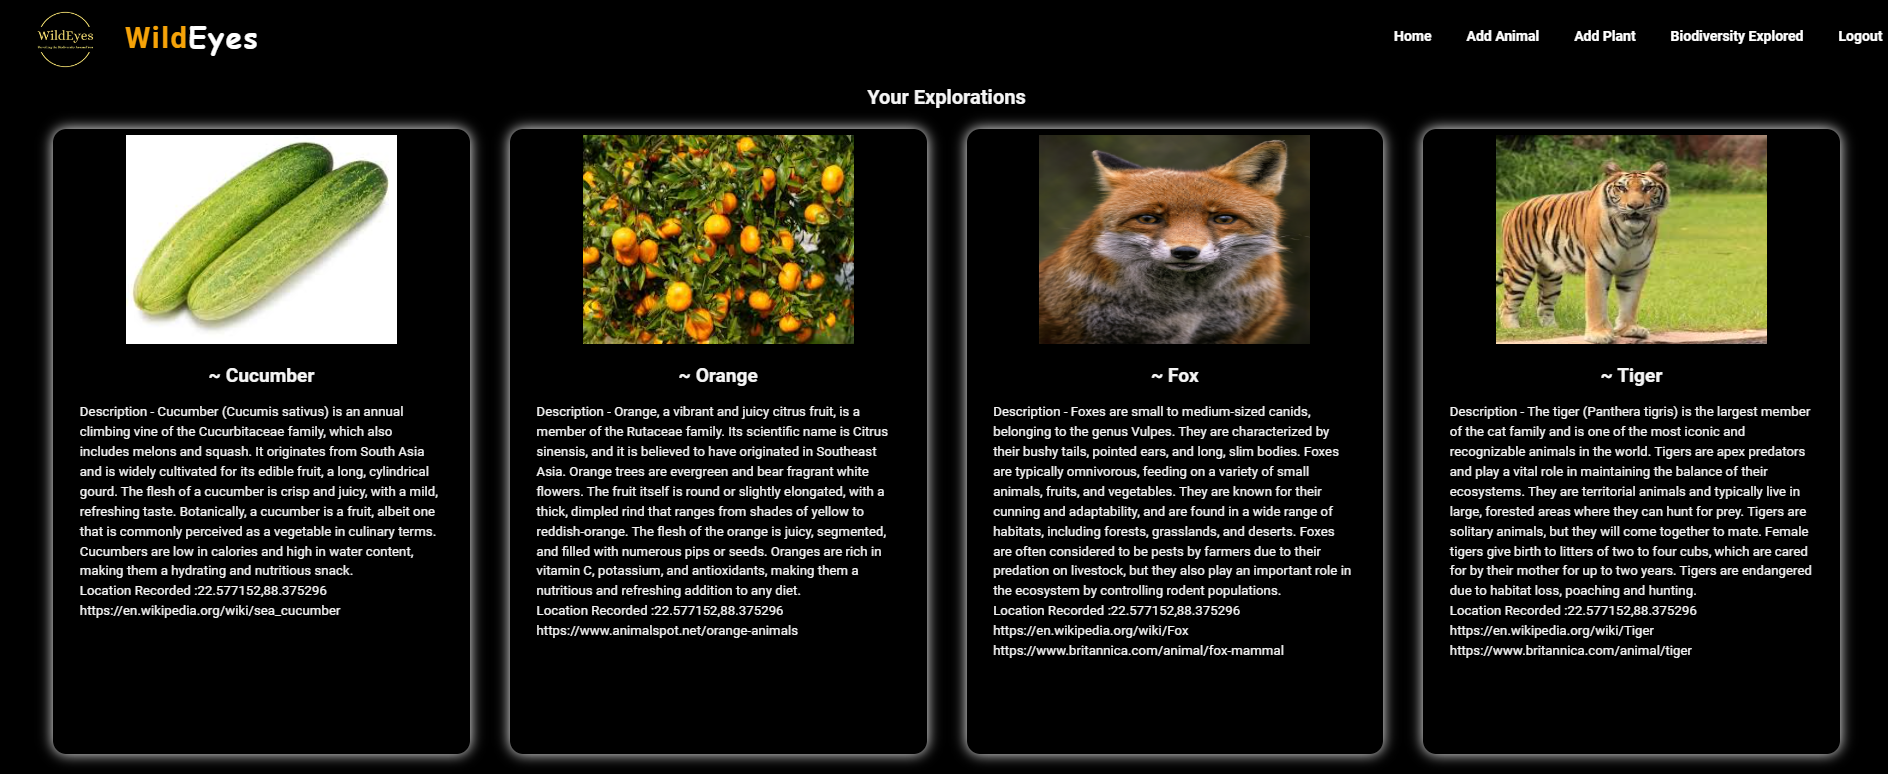 WildEyes
WildEyes
Home
Add Animal
Add Plant
Biodiversity Explored
Logout
Your Explorations
~ Cucumber
Description - Cucumber (Cucumis sativus) is an annual
climbing vine of the Cucurbitaceae family, which also
includes melons and squash. It originates from South Asia
and is widely cultivated for its edible fruit, a long, cylindrical
gourd. The flesh of a cucumber is crisp and juicy, with a mild,
refreshing taste. Botanically, a cucumber is a fruit, albeit one
that is commonly perceived as a vegetable in culinary terms.
Cucumbers are low in calories and high in water content,
making them a hydrating and nutritious snack.
Location Recorded :22.577152,88.375296
https://en.wikipedia.org/wiki/sea_cucumber
~ Orange
Description - Orange, a vibrant and juicy citrus fruit, is a
member of the Rutaceae family. Its scientific name is Citrus
sinensis, and it is believed to have originated in Southeast
Asia. Orange trees are evergreen and bear fragrant white
flowers. The fruit itself is round or slightly elongated, with a
thick, dimpled rind that ranges from shades of yellow to
reddish-orange. The flesh of the orange is juicy, segmented,
and filled with numerous pips or seeds. Oranges are rich in
vitamin C, potassium, and antioxidants, making them a
nutritious and refreshing addition to any diet.
Location Recorded :22.577152,88.375296
https://www.animalspot.net/orange-animals
~ Fox
Description - Foxes are small to medium-sized canids,
belonging to the genus Vulpes. They are characterized by
their bushy tails, pointed ears, and long, slim bodies. Foxes
are typically omnivorous, feeding on a variety of small
animals, fruits, and vegetables. They are known for their
cunning and adaptability, and are found in a wide range of
habitats, including forests, grasslands, and deserts. Foxes
are often considered to be pests by farmers due to their
predation on livestock, but they also play an important role in
the ecosystem by controlling rodent populations.
Location Recorded :22.577152,88.375296
https://en.wikipedia.org/wiki/Fox
https://www.britannica.com/animal/fox-mammal
~ Tiger
Description - The tiger (Panthera tigris) is the largest member
of the cat family and is one of the most iconic and
recognizable animals in the world. Tigers are apex predators
and play a vital role in maintaining the balance of their
ecosystems. They are territorial animals and typically live in
large, forested areas where they can hunt for prey. Tigers are
solitary animals, but they will come together to mate. Female
tigers give birth to litters of two to four cubs, which are cared
for by their mother for up to two years. Tigers are endangered
due to habitat loss, poaching and hunting.
Location Recorded :22.577152,88.375296
https://en.wikipedia.org/wiki/Tiger
https://www.britannica.com/animal/tiger